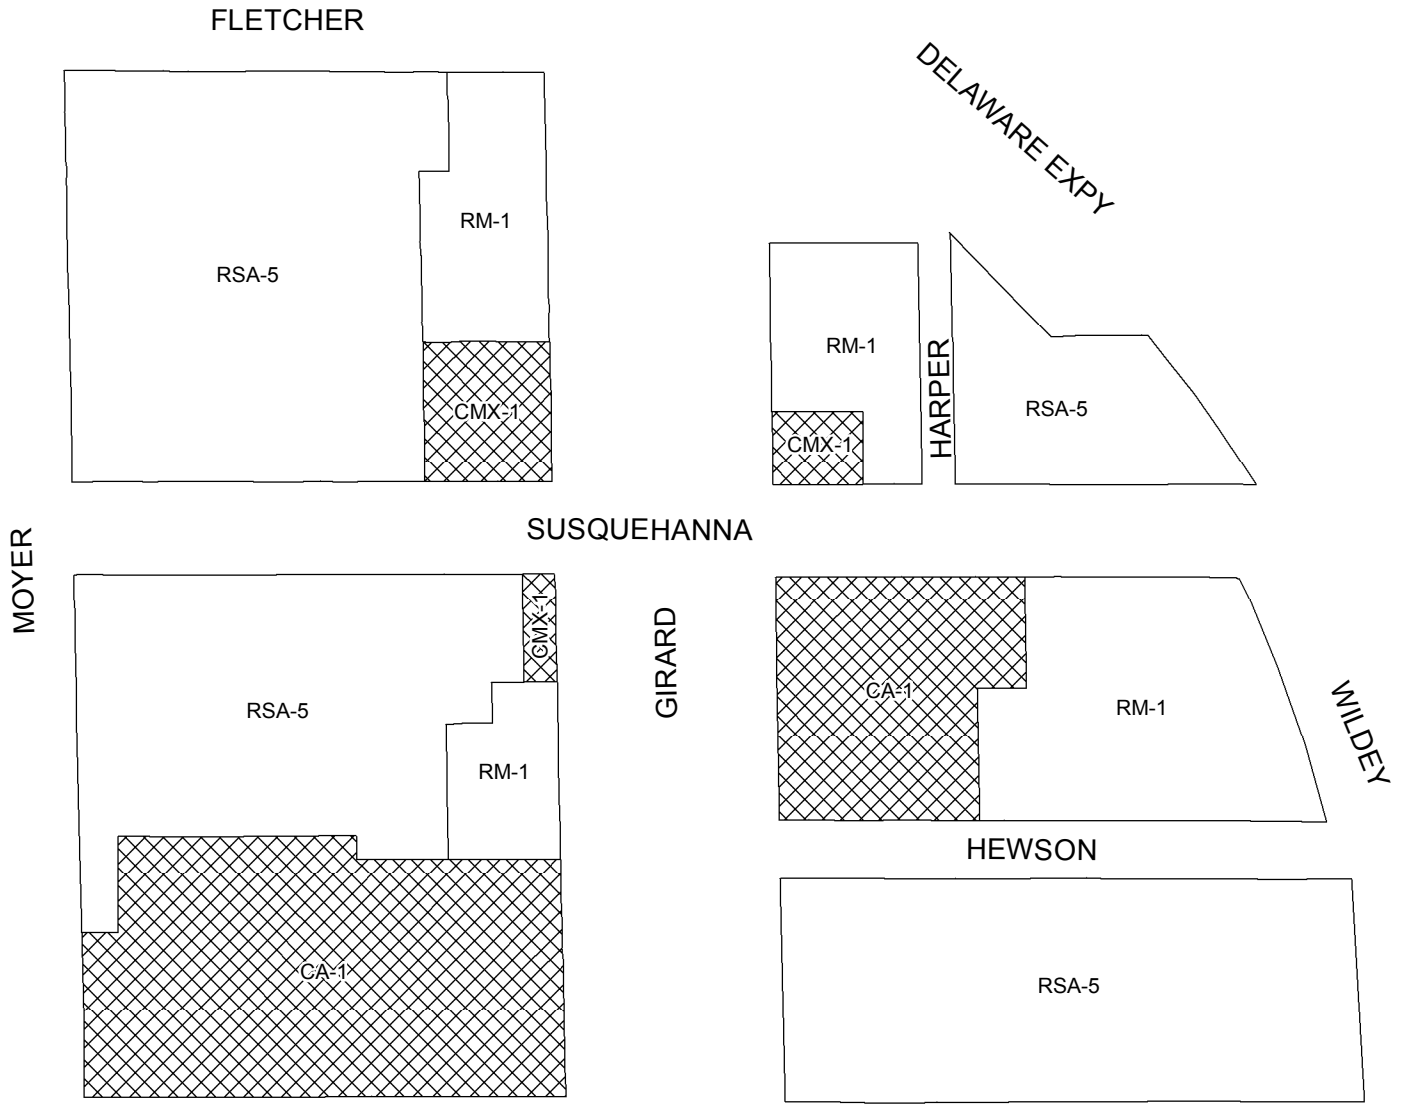 FLETCHER
DELAWARE EXPY
RM-1
RSA-5
RM-1
HARPER
RSA-5
CMX-1
CMX-1
SUSQUEHANNA
MOYER
CMX-1
GIRARD
CA-1
RSA-5
RM-1
WILDEY
RM-1
HEWSON
CA-1
RSA-5